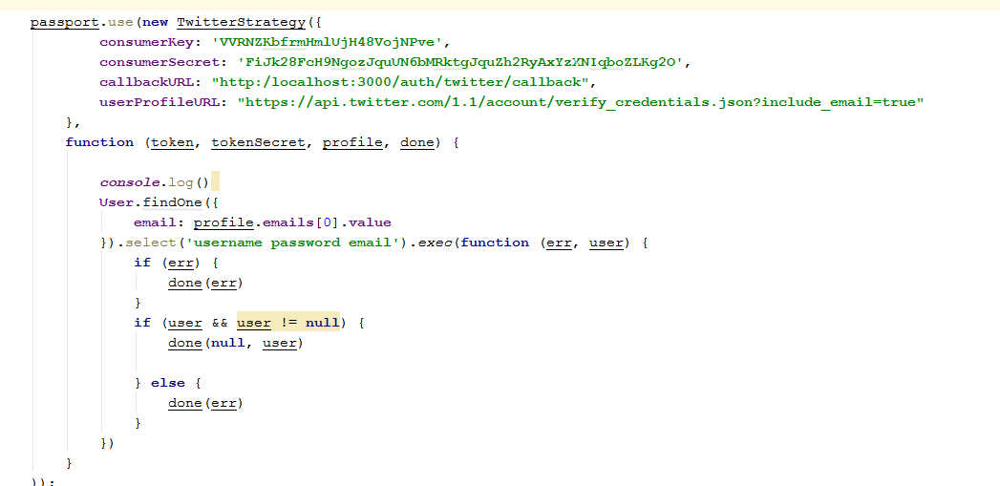 passport.use(new TwitterStrategy({
consumerKey: 'VVRNZKbfrmHmlUjH48VojNPve',
consumerSecret: 'FiJk28FcH9NgozJquUN6bMRktgJquZh2RyAxYzXNIqboZLKg2O',
callbackURL: "http:/localhost:3000/auth/twitter/callback",
userProfileURL: "https://api.twitter.com/1.1/account/verify_credentials.json?include_email=true"
},
function (token, tokenSecret, profile, done) {
console.log()
User.findOne({
email: profile.emails[0].value
}).select('username password email').exec(function (err, user) {
if (err) {
done(err)
}
if (user && user != null) {
done(null, user)
} else {
done(err)
}
})
}
));